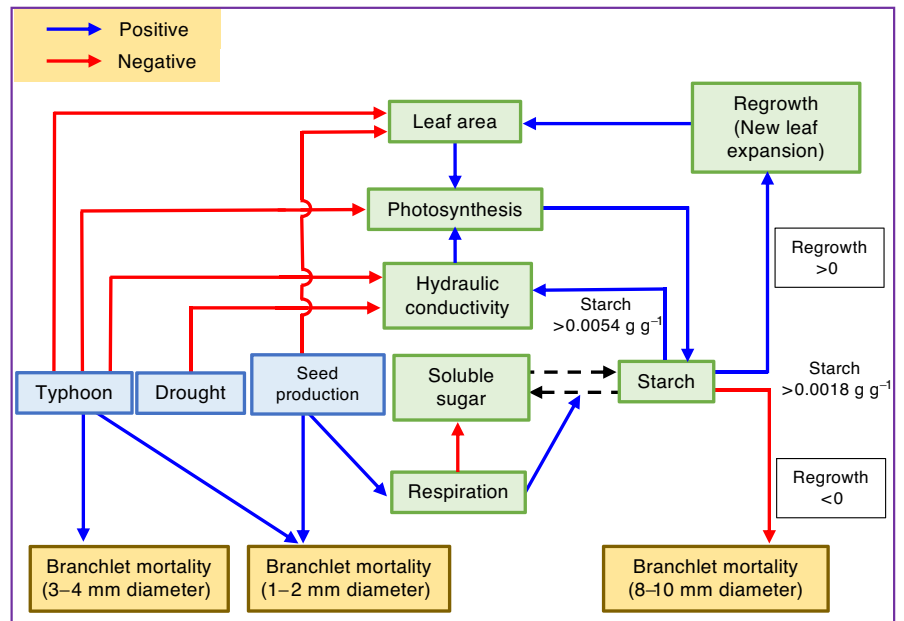 Positive
Negative
Leaf area
Regrowth
(New leaf
expansion)
Photosynthesis
Regrowth
>0
Hydraulic
conductivity
Starch
>0.0054 g g⁻¹
Typhoon
Drought
Seed
production
Soluble
sugar
Starch
Starch
>0.0018 g g⁻¹
Respiration
Regrowth
<0
Branchlet mortality
(3–4 mm diameter)
Branchlet mortality
(1–2 mm diameter)
Branchlet mortality
(8–10 mm diameter)